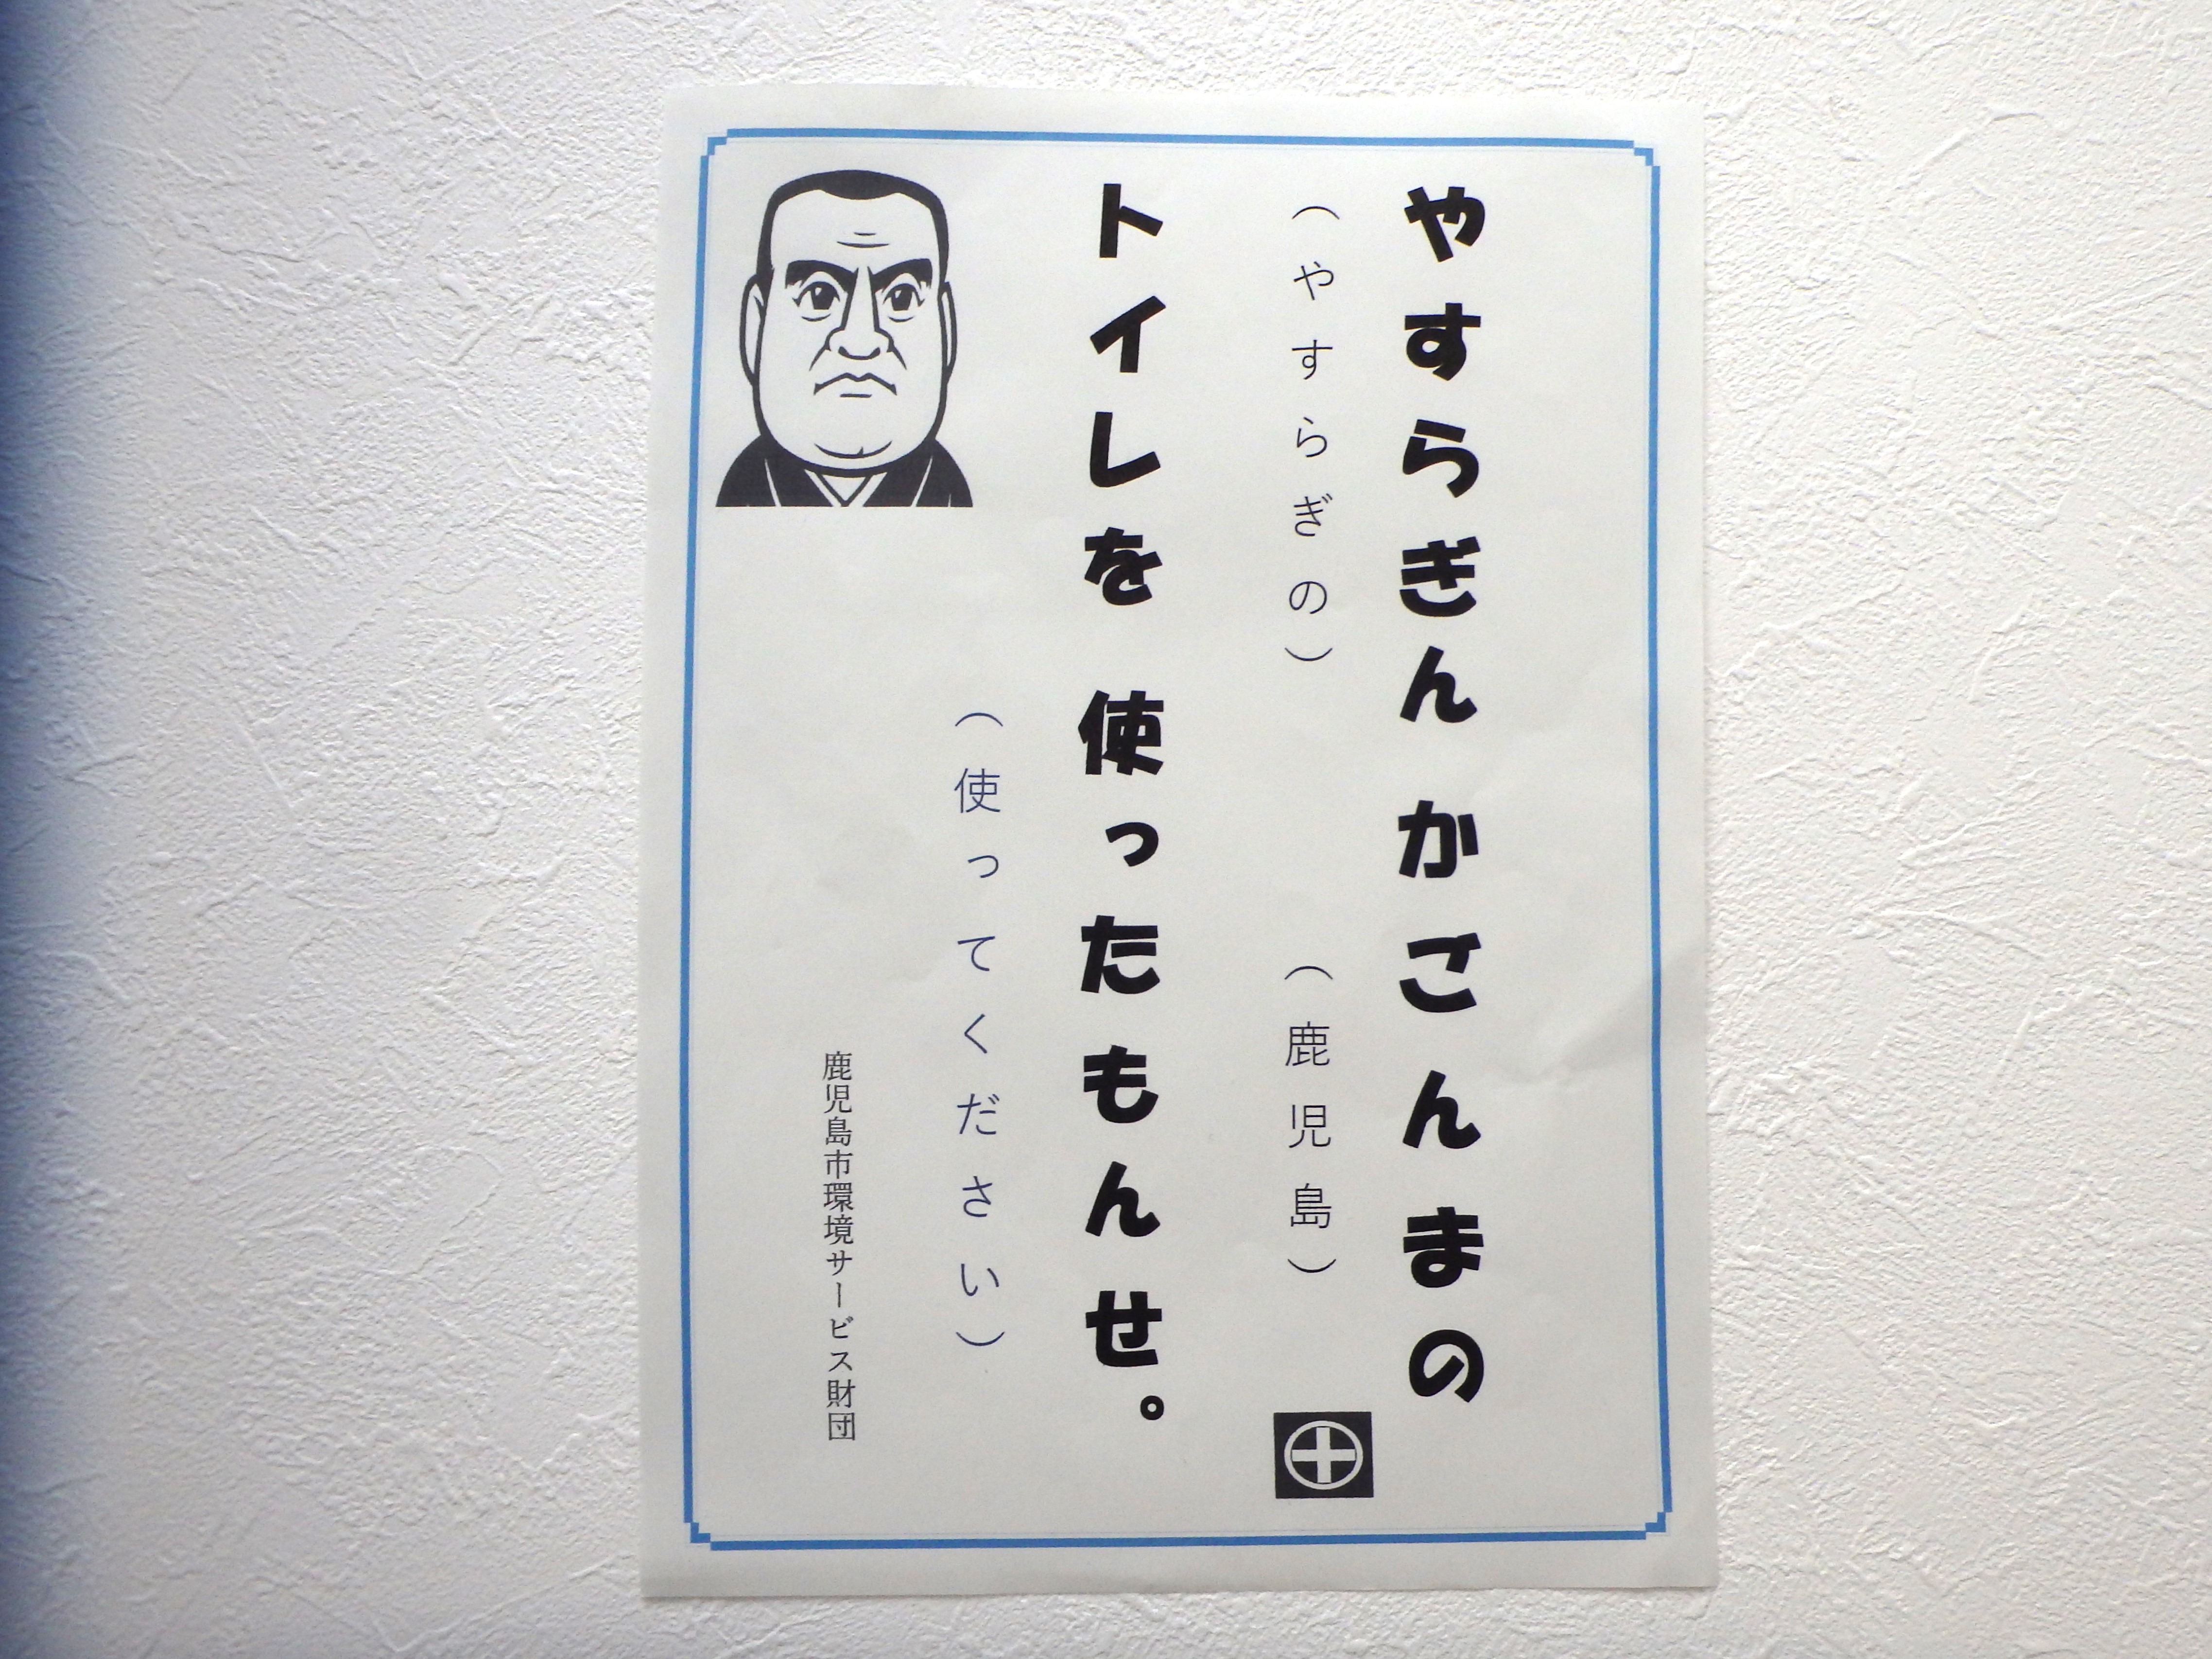 やすらぎん かごんまの
（やすらぎの） （鹿児島）
トイレを 使ったもんせ。
（使ってください）
鹿児島市環境サービス財団